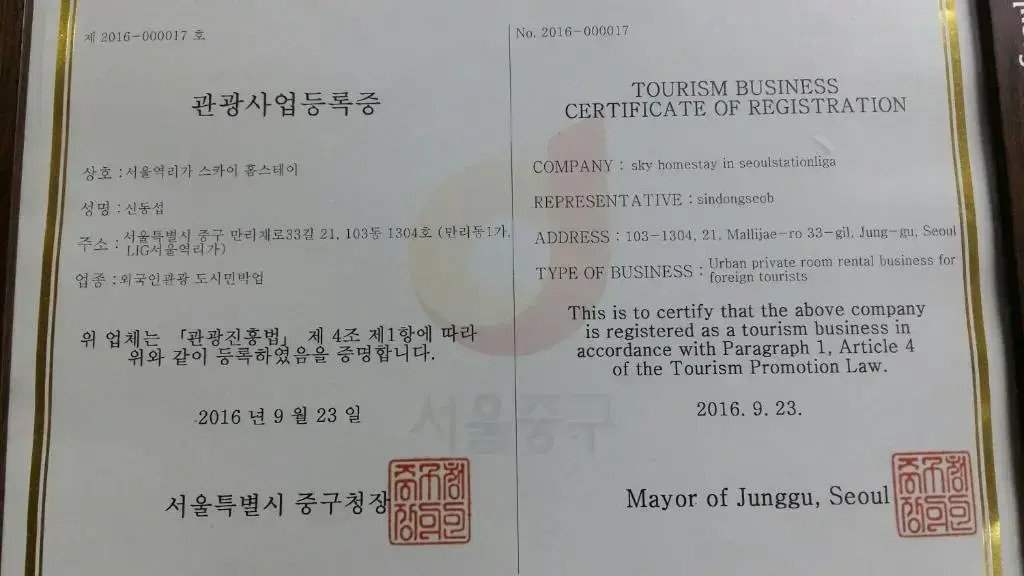 제 2016-000017 호
관광사업등록증
상호 : 서울역리가 스카이 홈스테이
성명 : 신동섭
주소 : 서울특별시 중구 만리재로33길 21, 103동 1304호 (만리동1가,
LIG서울역리가)
업종 : 외국인관광 도시민박업
위 업체는 「관광진흥법」 제 4조 제1항에 따라
위와 같이 등록하였음을 증명합니다.
2016 년 9 월 23 일
서울특별시 중구청장
서울중구
No. 2016-000017
TOURISM BUSINESS
CERTIFICATE OF REGISTRATION
COMPANY : sky homestay in seoulstationliga
REPRESENTATIVE : sindongseob
ADDRESS : 103-1304, 21, Mallijae-ro 33-gil, Jung-gu, Seoul
TYPE OF BUSINESS : Urban private room rental business for
foreign tourists
This is to certify that the above company
is registered as a tourism business in
accordance with Paragraph 1, Article 4
of the Tourism Promotion Law.
2016. 9. 23.
Mayor of Junggu, Seoul